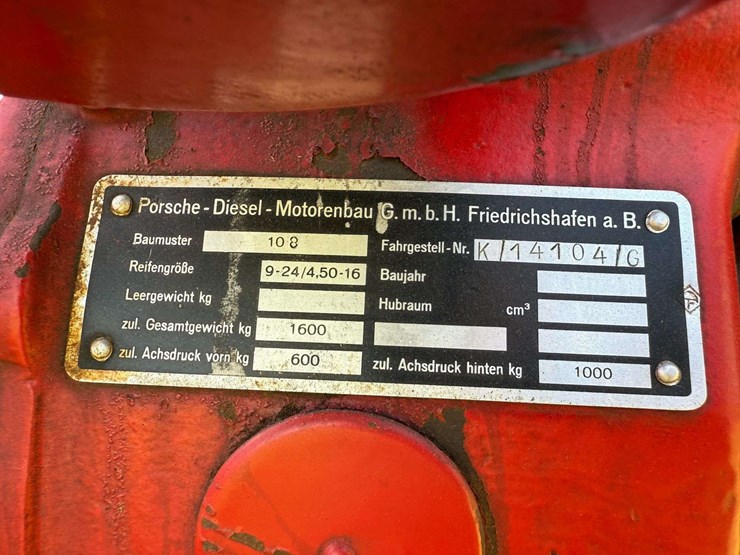 Porsche - Diesel - Motorenbau G. m. b. H. Friedrichshafen a. B.
Baumuster 108 Fahrgestell-Nr. K/14104/G
Reifengröße 9-24/4,50-16 Baujahr
Leergewicht kg Hubraum cm³
zul. Gesamtgewicht kg 1600
zul. Achsdruck vorn kg 600 zul. Achsdruck hinten kg 1000